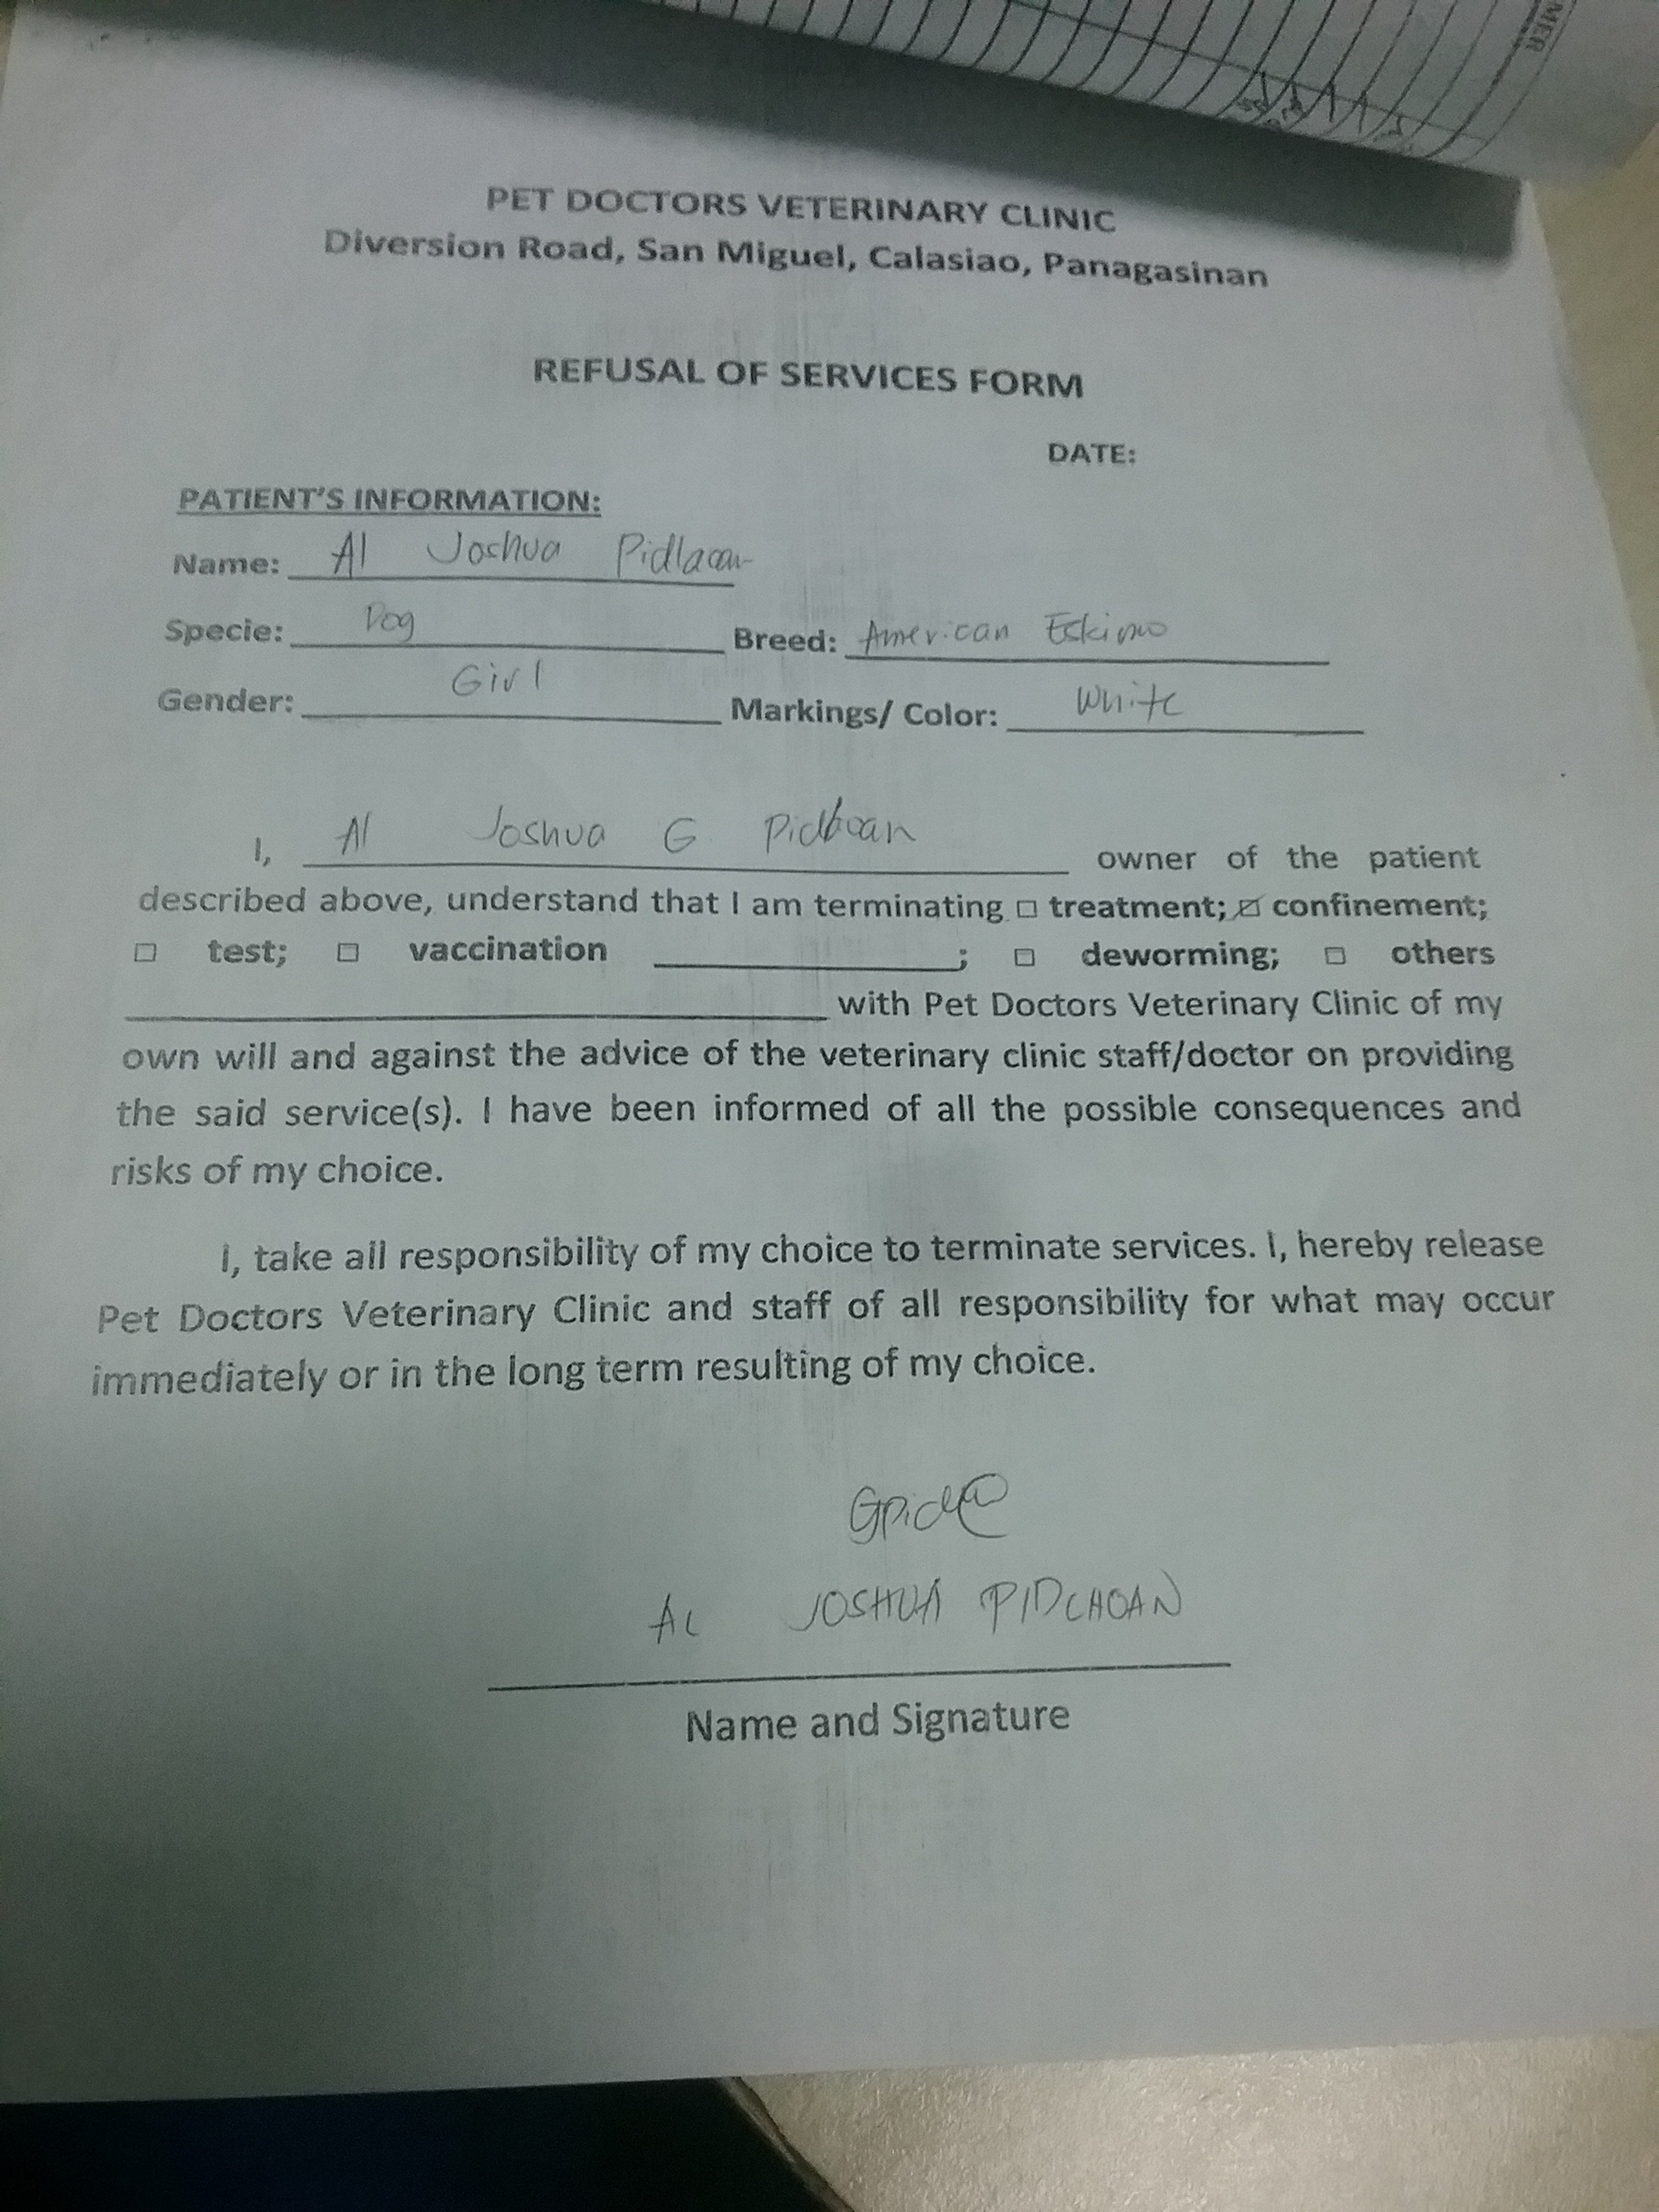 MER
PET DOCTORS VETERINARY CLINIC
Diversion Road, San Miguel, Calasiao, Panagasinan
REFUSAL OF SERVICES FORM
DATE:
PATIENT'S INFORMATION:
Name: Al Joshua
Specie: Dog Breed: American Eskimo
Gender: Girl Markings/ Color: White
I, Al Joshua G owner of the patient
described above, understand that I am terminating □ treatment; ☑ confinement;
□ test; □ vaccination ____________; □ deworming; □ others
____________ with Pet Doctors Veterinary Clinic of my
own will and against the advice of the veterinary clinic staff/doctor on providing
the said service(s). I have been informed of all the possible consequences and
risks of my choice.
I, take all responsibility of my choice to terminate services. I, hereby release
Pet Doctors Veterinary Clinic and staff of all responsibility for what may occur
immediately or in the long term resulting of my choice.
AL JOSHUA
Name and Signature